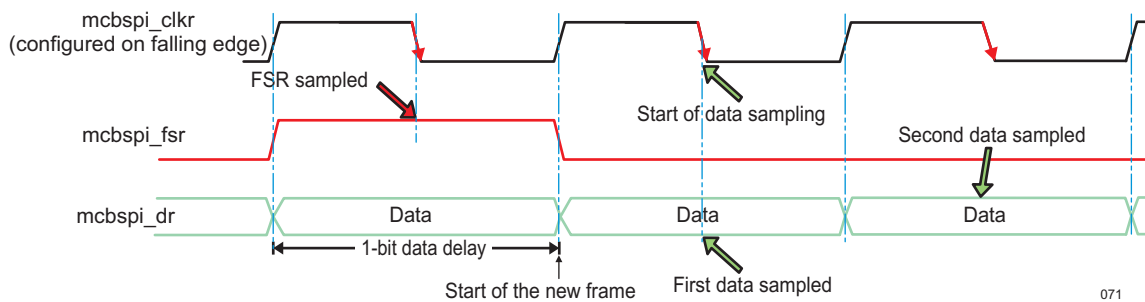 mcbspi_clkr
(configured on falling edge)
FSR sampled
Start of data sampling
mcbspi_fsr
Second data sampled
mcbspi_dr
Data
Data
Data
1-bit data delay
Start of the new frame
First data sampled
071